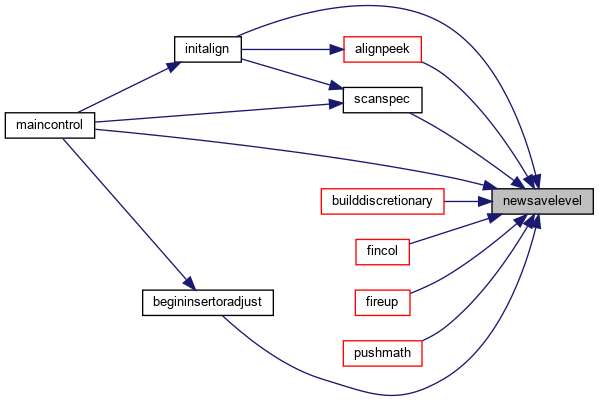 initalign
alignpeek
scanspec
maincontrol
builddiscretionary
newsavelevel
fincol
begininsertoradjust
fireup
pushmath